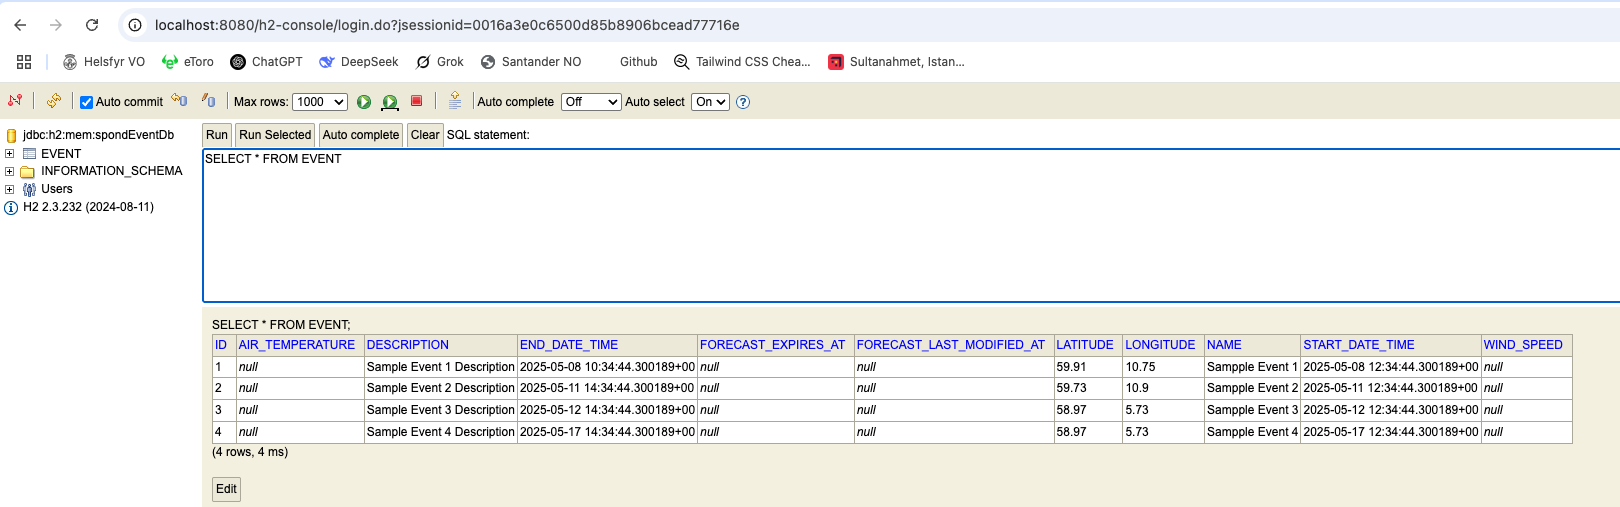 localhost:8080/h2-console/login.do?jsessionid=0016a3e0c6500d85b8906bcead77716e
Helsfyr VO eToro ChatGPT DeepSeek Grok Santander NO Github Tailwind CSS Chea... Sultanahmet, Istan...
Auto commit Max rows: 1000 Auto complete Off Auto select On
jdbc:h2:mem:spondEventDb
EVENT
INFORMATION_SCHEMA
Users
H2 2.3.232 (2024-08-11)
Run Run Selected Auto complete Clear SQL statement:
SELECT * FROM EVENT
SELECT * FROM EVENT;
ID AIR_TEMPERATURE DESCRIPTION END_DATE_TIME FORECAST_EXPIRES_AT FORECAST_LAST_MODIFIED_AT LATITUDE LONGITUDE NAME START_DATE_TIME WIND_SPEED
1 null Sample Event 1 Description 2025-05-08 10:34:44.300189+00 null null 59.91 10.75 Sampple Event 1 2025-05-08 12:34:44.300189+00 null
2 null Sample Event 2 Description 2025-05-11 14:34:44.300189+00 null null 59.73 10.9 Sampple Event 2 2025-05-11 12:34:44.300189+00 null
3 null Sample Event 3 Description 2025-05-12 14:34:44.300189+00 null null 58.97 5.73 Sampple Event 3 2025-05-12 12:34:44.300189+00 null
4 null Sample Event 4 Description 2025-05-17 14:34:44.300189+00 null null 58.97 5.73 Sampple Event 4 2025-05-17 12:34:44.300189+00 null
(4 rows, 4 ms)
Edit